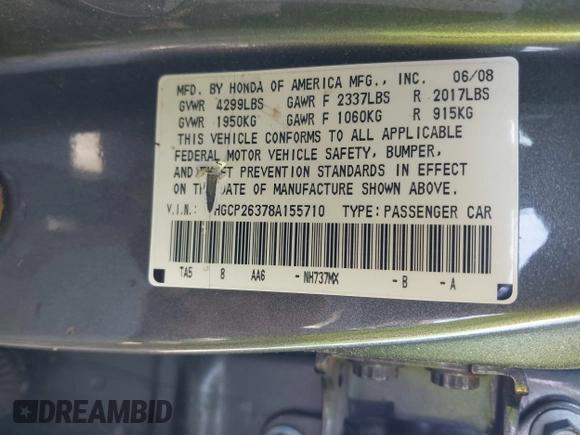 MFD. BY HONDA OF AMERICA MFG., INC. 06/08
GVWR 4299LBS GAWR F 2337LBS R 2017LBS
GVWR 1950KG GAWR F 1060KG R 915KG
THIS VEHICLE CONFORMS TO ALL APPLICABLE
FEDERAL MOTOR VEHICLE SAFETY, BUMPER,
AND THEFT PREVENTION STANDARDS IN EFFECT
ON THE DATE OF MANUFACTURE SHOWN ABOVE.
V.I.N.: HGCP26378A155710 TYPE: PASSENGER CAR
TA5 8 AA6 -NH737MX -B -A
DREAMBID